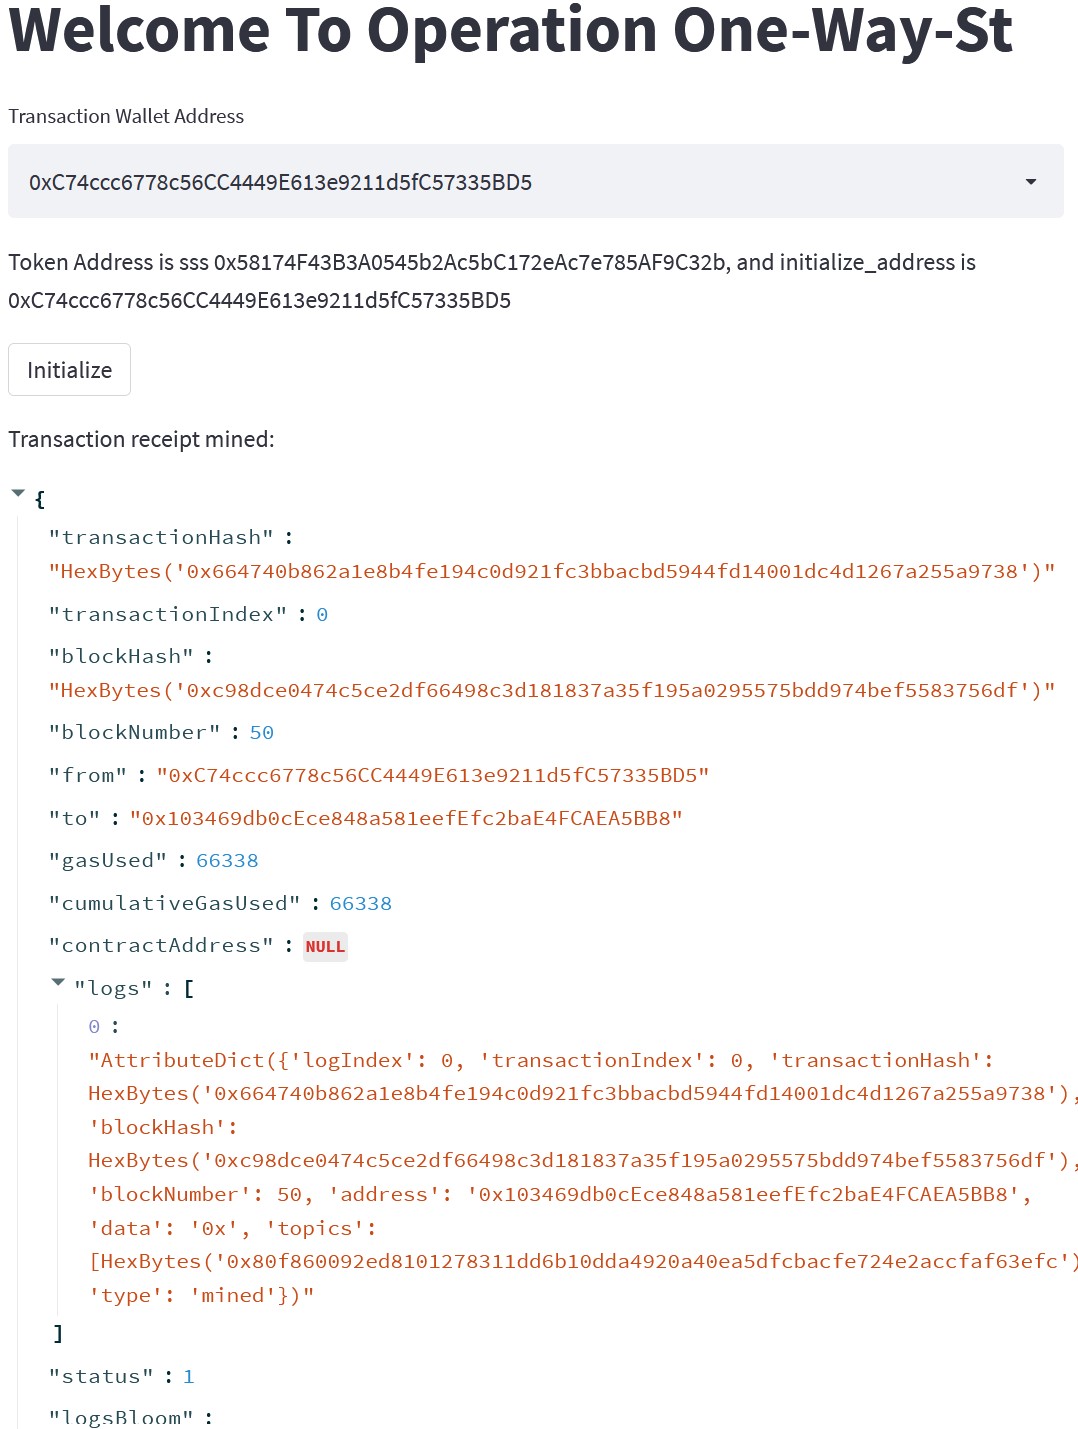 Welcome To Operation One-Way-St
Transaction Wallet Address
0xC74ccc6778c56CC4449E613e9211d5fC57335BD5
Token Address is sss 0x58174F43B3A0545b2Ac5bC172eAc7e785AF9C32b, and initialize_address is
0xC74ccc6778c56CC4449E613e9211d5fC57335BD5
Initialize
Transaction receipt mined:
{
"transactionHash" :
"HexBytes('0x664740b862a1e8b4fe194c0d921fc3bbacbd5944fd14001dc4d1267a255a9738')"
"transactionIndex" : 0
"blockHash" :
"HexBytes('0xc98dce0474c5ce2df66498c3d181837a35f195a0295575bdd974bef5583756df')"
"blockNumber" : 50
"from" : "0xC74ccc6778c56CC4449E613e9211d5fC57335BD5"
"to" : "0x103469db0cEce848a581eefEfc2baE4FCAEA5BB8"
"gasUsed" : 66338
"cumulativeGasUsed" : 66338
"contractAddress" : NULL
"logs" : [
0 :
"AttributeDict({'logIndex': 0, 'transactionIndex': 0, 'transactionHash':
HexBytes('0x664740b862a1e8b4fe194c0d921fc3bbacbd5944fd14001dc4d1267a255a9738'),
'blockHash':
HexBytes('0xc98dce0474c5ce2df66498c3d181837a35f195a0295575bdd974bef5583756df'),
'blockNumber': 50, 'address': '0x103469db0cEce848a581eefEfc2baE4FCAEA5BB8',
'data': '0x', 'topics':
[HexBytes('0x80f860092ed8101278311dd6b10dda4920a40ea5dfcbacfe724e2accfaf63efc')
'type': 'mined'})"
]
"status" : 1
"logsBloom" :